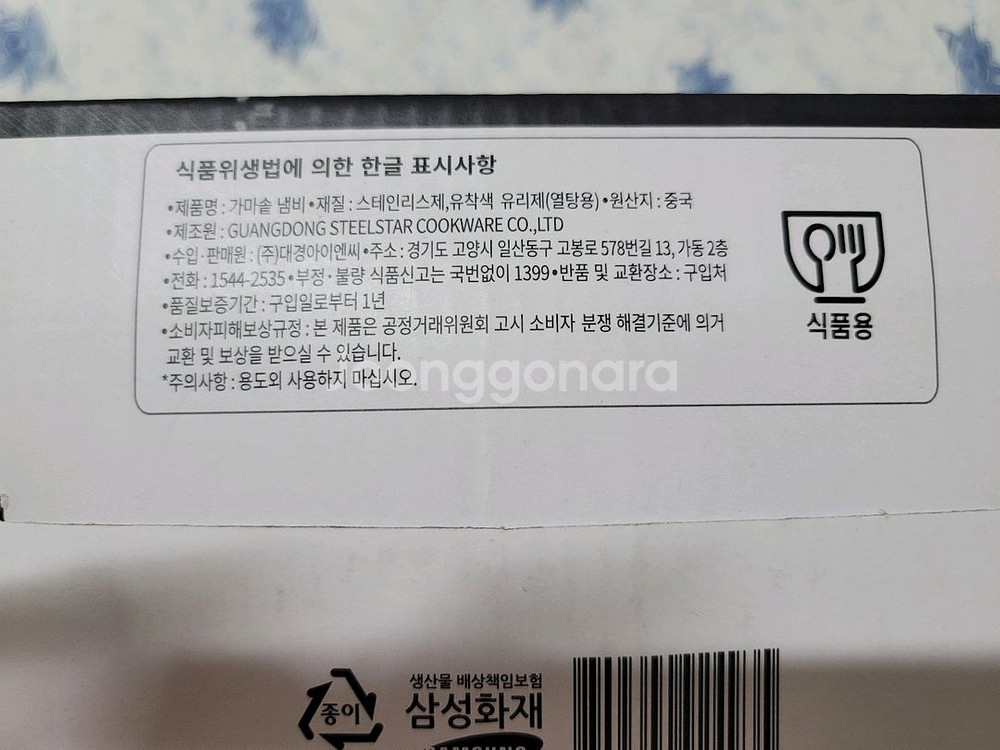 식품위생법에 의한 한글 표시사항
•제품명 : 가마솥 냄비 •재질 : 스테인리스제,유착색 유리제(열탕용) •원산지 : 중국
•제조원 : GUANGDONG STEELSTAR COOKWARE CO.,LTD
•수입·판매원 : (주)대경아이엔씨 •주소 : 경기도 고양시 일산동구 고봉로 578번길 13, 가동 2층
•전화 : 1544-2535 •부정·불량 식품신고는 국번없이 1399 •반품 및 교환장소 : 구입처
•품질보증기간 : 구입일로부터 1년
•소비자피해보상규정 : 본 제품은 공정거래위원회 고시 소비자 분쟁 해결기준에 의거
교환 및 보상을 받으실 수 있습니다.
*주의사항 : 용도외 사용하지 마십시오.
식품용
joonggonara
종이
생산물 배상책임보험
삼성화재
SAMSUNG